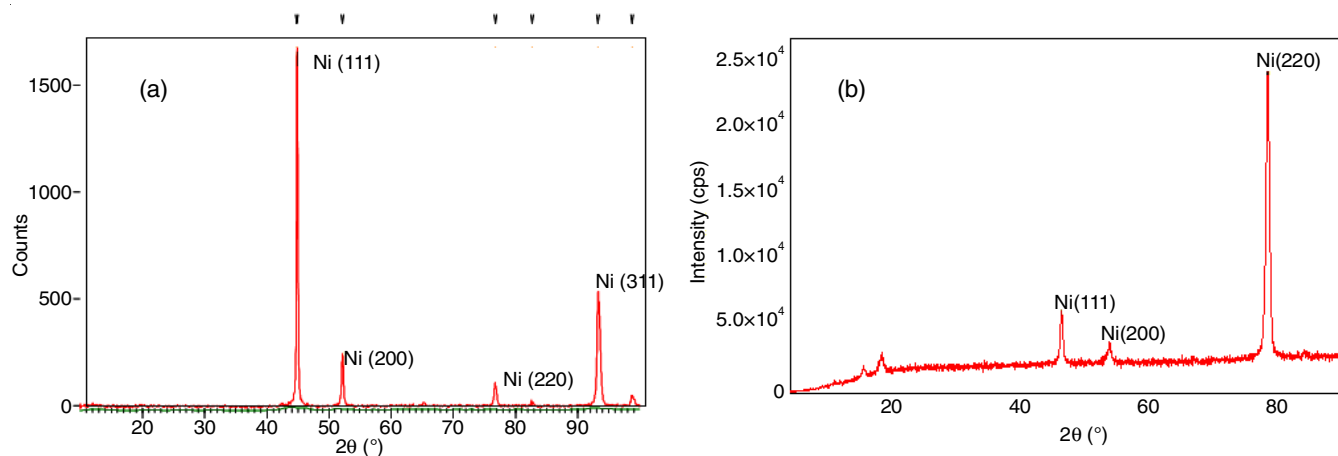 (a)
Ni (111)
Ni (200)
Ni (220)
Ni (311)
1500
1000
500
0
Counts
20 30 40 50 60 70 80 90
2θ (°)
(b)
Ni(220)
Ni(111)
Ni(200)
2.5×10⁴
2.0×10⁴
1.5×10⁴
1.0×10⁴
5.0×10⁴
0
Intensity (cps)
20 40 60 80
2θ (°)